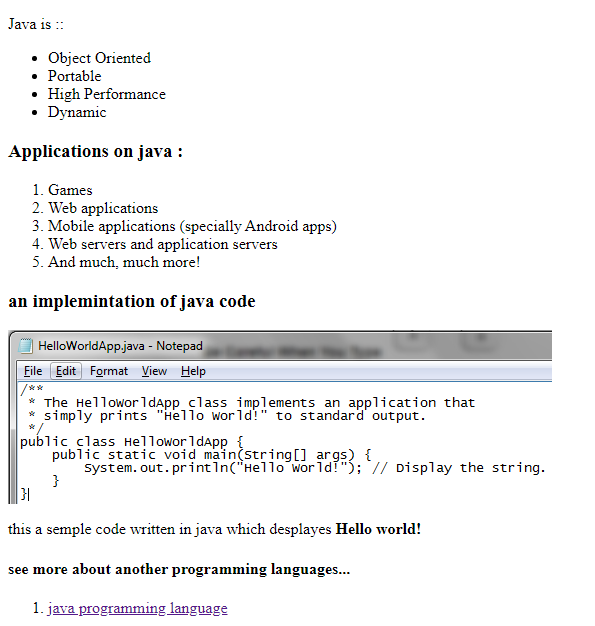 Java is ::
Object Oriented
Portable
High Performance
Dynamic
Applications on java :
1. Games
2. Web applications
3. Mobile applications (specially Android apps)
4. Web servers and application servers
5. And much, much more!
an implemintation of java code
HelloWorldApp.java - Notepad
File Edit Format View Help
/**
 * The HelloWorldApp class implements an application that
 * simply prints "Hello World!" to standard output.
 */
public class HelloWorldApp {
    public static void main(String[] args) {
        System.out.println("Hello World!"); // Display the string.
    }
}
this a semple code written in java which desplayes Hello world!
see more about another programming languages...
1. java programming language